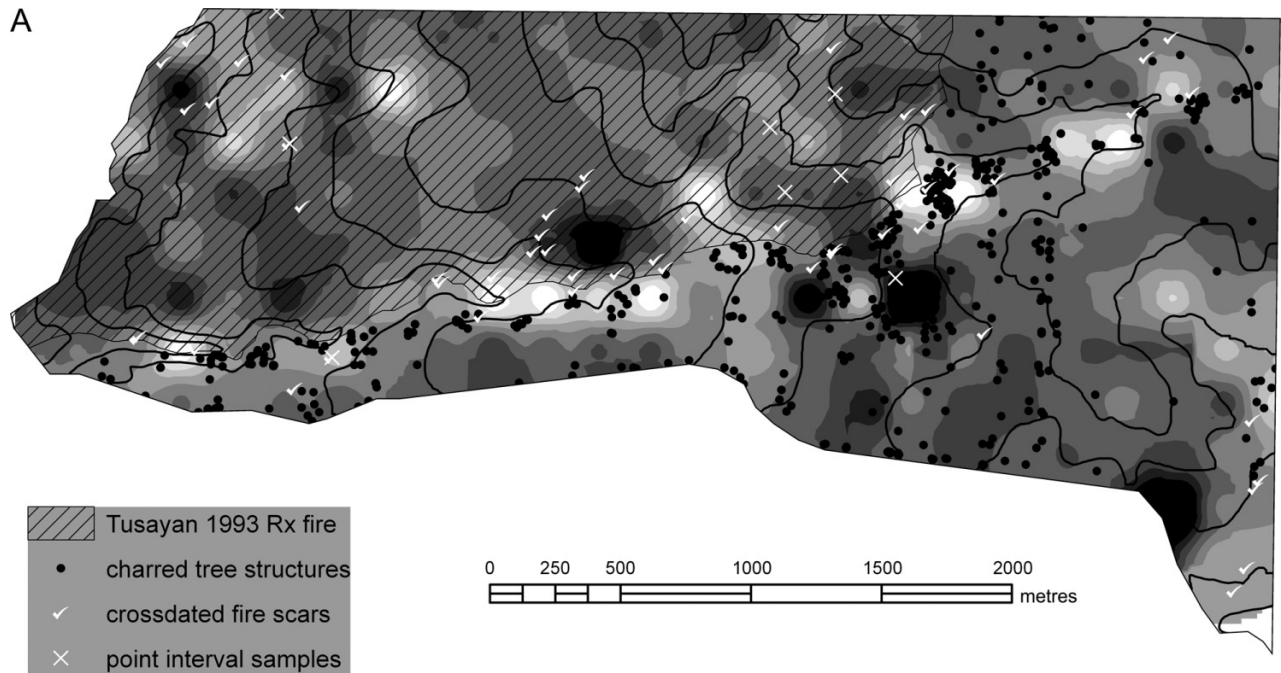 A
Tusayan 1993 Rx fire
charred tree structures
crossdated fire scars
point interval samples
0 250 500 1000 1500 2000
metres